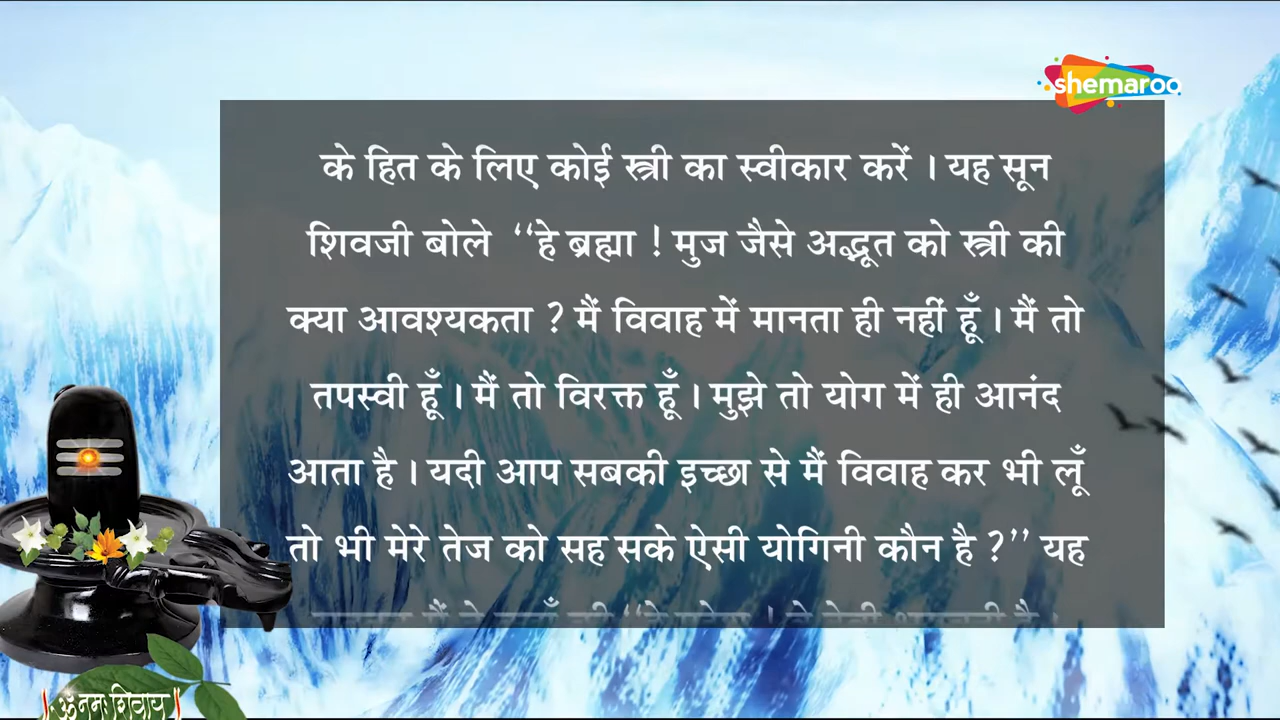 shemaroo
के हित के लिए कोई स्त्री का स्वीकार करें । यह सून
शिवजी बोले ‘‘हे ब्रह्मा ! मुज जैसे अद्भूत को स्त्री की
क्या आवश्यकता ? मैं विवाह में मानता ही नहीं हूँ । मैं तो
तपस्वी हूँ । मैं तो विरक्त हूँ । मुझे तो योग में ही आनंद
आता है । यदी आप सबकी इच्छा से मैं विवाह कर भी लूँ
तो भी मेरे तेज को सह सके ऐसी योगिनी कौन है ?’’ यह
ॐ नमः शिवाय